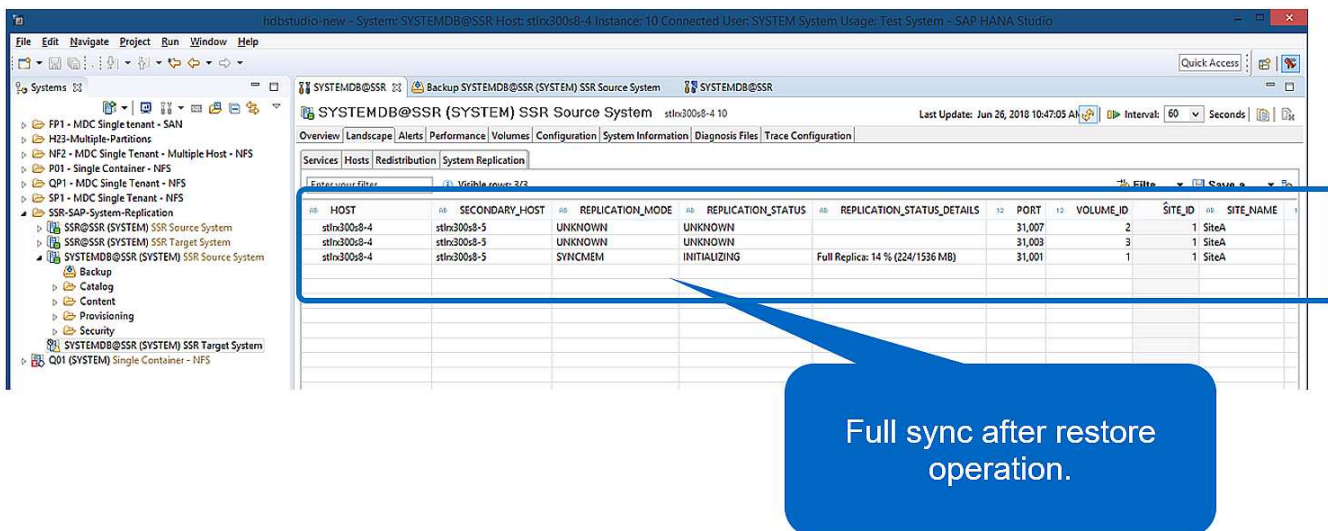 hdbstudio-new - System: SYSTEMDB@SSR Host: stlrx300s8-4 Instance: 10 Connected User: SYSTEM System Usage: Test System - SAP HANA Studio
File Edit Navigate Project Run Window Help
Quick Access
Systems
SYSTEMDB@SSR Backup SYSTEMDB@SSR (SYSTEM) SSR Source System SYSTEMDB@SSR
FP1 - MDC Single tenant - SAN
H23-Multiple-Partitions
NF2 - MDC Single Tenant - Multiple Host - NFS
P01 - Single Container - NFS
QP1 - MDC Single Tenant - NFS
SP1 - MDC Single Tenant - NFS
SSR-SAP-System-Replication
SSR@SSR (SYSTEM) SSR Source System
SSR@SSR (SYSTEM) SSR Target System
SYSTEMDB@SSR (SYSTEM) SSR Source System
Backup
Catalog
Content
Provisioning
Security
SYSTEMDB@SSR (SYSTEM) SSR Target System
Q01 (SYSTEM) Single Container - NFS
SYSTEMDB@SSR (SYSTEM) SSR Source System stlrx300s8-4 10
Last Update: Jun 26, 2018 10:47:05 AM Interval: 60 Seconds
Overview Landscape Alerts Performance Volumes Configuration System Information Diagnosis Files Trace Configuration
Services Hosts Redistribution System Replication
Enter your filter Visible rows: 3/3 Filte Save a
HOST SECONDARY_HOST REPLICATION_MODE REPLICATION_STATUS REPLICATION_STATUS_DETAILS PORT VOLUME_ID SITE_ID SITE_NAME
stlrx300s8-4 stlrx300s8-5 UNKNOWN UNKNOWN 31,007 2 1 SiteA
stlrx300s8-4 stlrx300s8-5 UNKNOWN UNKNOWN 31,003 3 1 SiteA
stlrx300s8-4 stlrx300s8-5 SYNCMEM INITIALIZING Full Replica: 14 % (224/1536 MB) 31,001 1 1 SiteA
Full sync after restore
operation.